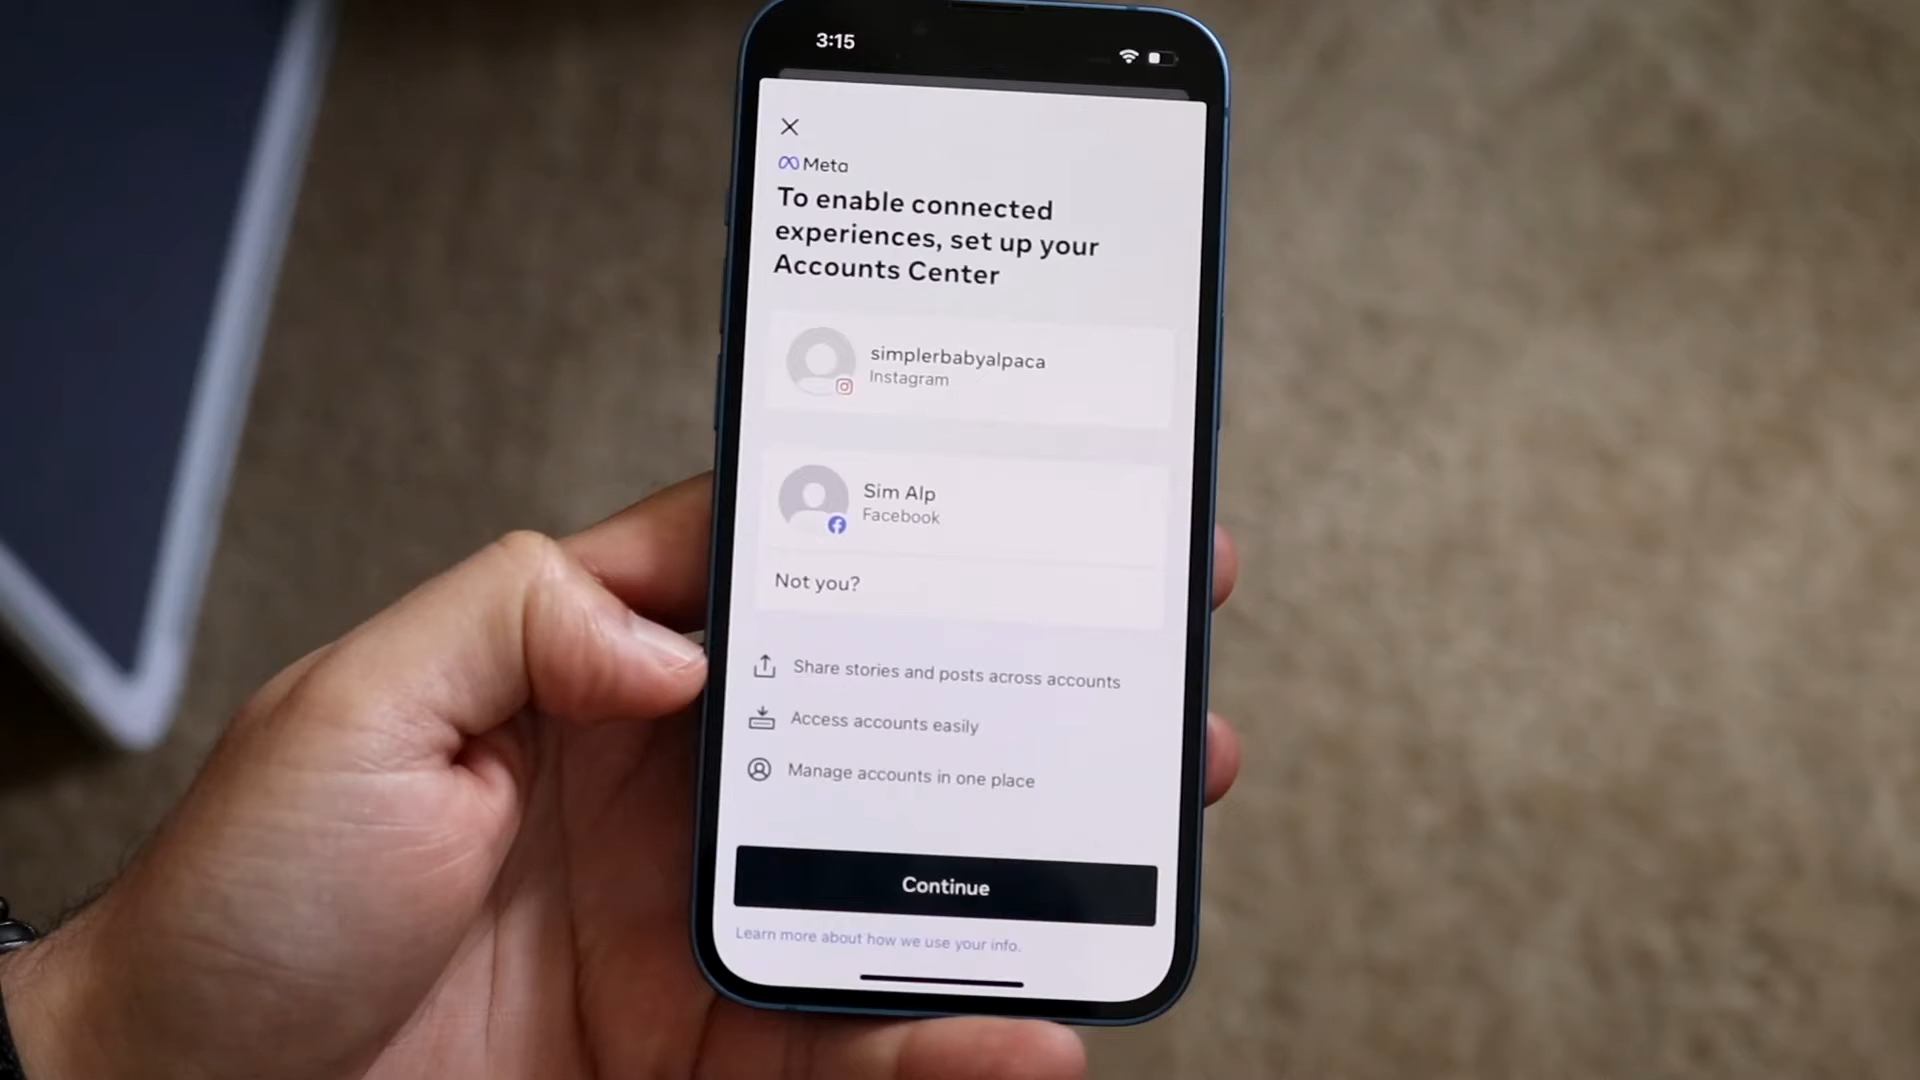 3:15
Meta
To enable connected
experiences, set up your
Accounts Center
simplerbabyalpaca
Instagram
Sim Alp
Facebook
Not you?
Share stories and posts across accounts
Access accounts easily
Manage accounts in one place
Continue
Learn more about how we use your info.